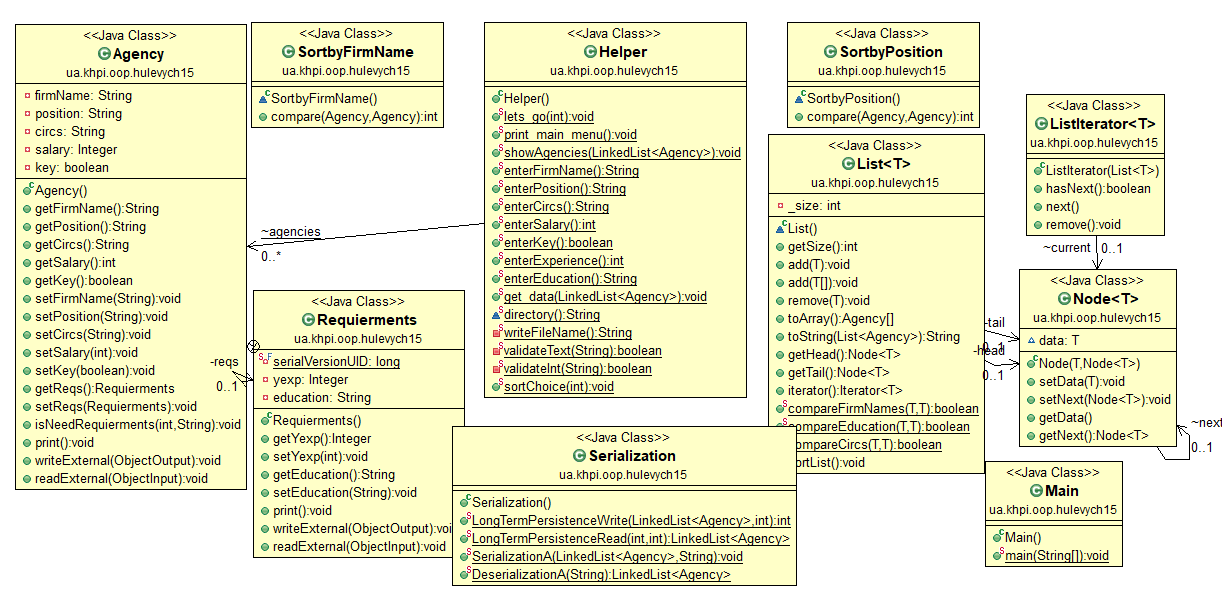 <<Java Class>>
Agency
ua.khpi.oop.hulevych15
firmName: String
position: String
circs: String
salary: Integer
key: boolean
Agency()
getFirmName():String
getPosition():String
getCircs():String
getSalary():int
getKey():boolean
setFirmName(String):void
setPosition(String):void
setCircs(String):void
setSalary(int):void
setKey(boolean):void
getReqs():Requierments
setReqs(Requierments):void
isNeedRequierments(int,String):void
print():void
writeExternal(ObjectOutput):void
readExternal(ObjectInput):void
<<Java Class>>
SortbyFirmName
ua.khpi.oop.hulevych15
SortbyFirmName()
compare(Agency,Agency):int
~agencies
0..*
-reqs
0..1
<<Java Class>>
Requierments
ua.khpi.oop.hulevych15
serialVersionUID: long
yexp: Integer
education: String
Requierments()
getYexp():Integer
setYexp(int):void
getEducation():String
setEducation(String):void
print():void
writeExternal(ObjectOutput):voi
readExternal(ObjectInput):void
<<Java Class>>
Helper
ua.khpi.oop.hulevych15
Helper()
lets_go(int):void
print_main_menu():void
showAgencies(LinkedList<Agency>):void
enterFirmName():String
enterPosition():String
enterCircs():String
enterSalary():int
enterKey():boolean
enterExperience():int
enterEducation():String
get_data(LinkedList<Agency>):void
directory():String
writeFileName():String
validateText(String):boolean
validateInt(String):boolean
sortChoice(int):void
<<Java Class>>
Serialization
ua.khpi.oop.hulevych15
Serialization()
LongTermPersistenceWrite(LinkedList<Agency>,int):int
LongTermPersistenceRead(int,int):LinkedList<Agency>
SerializationA(LinkedList<Agency>,String):void
DeserializationA(String):LinkedList<Agency>
<<Java Class>>
SortbyPosition
ua.khpi.oop.hulevych15
SortbyPosition()
compare(Agency,Agency):int
<<Java Class>>
List<T>
ua.khpi.oop.hulevych15
_size: int
List()
getSize():int
add(T):void
add(T[]):void
remove(T):void
toArray():Agency[]
toString(List<Agency>):String
getHead():Node<T>
getTail():Node<T>
iterator():Iterator<T>
compareFirmNames(T,T):boolean
compareEducation(T,T):boolean
compareCircs(T,T):boolean
ortList():void
<<Java Class>>
ListIterator<T>
ua.khpi.oop.hulevych15
ListIterator(List<T>)
hasNext():boolean
next()
remove():void
~current
0..1
-tail
0..1
-head
0..1
<<Java Class>>
Node<T>
ua.khpi.oop.hulevych15
data: T
Node(T,Node<T>)
setData(T):void
setNext(Node<T>):void
getData()
getNext():Node<T>
~next
0..1
<<Java Class>>
Main
ua.khpi.oop.hulevych15
Main()
main(String[]):void